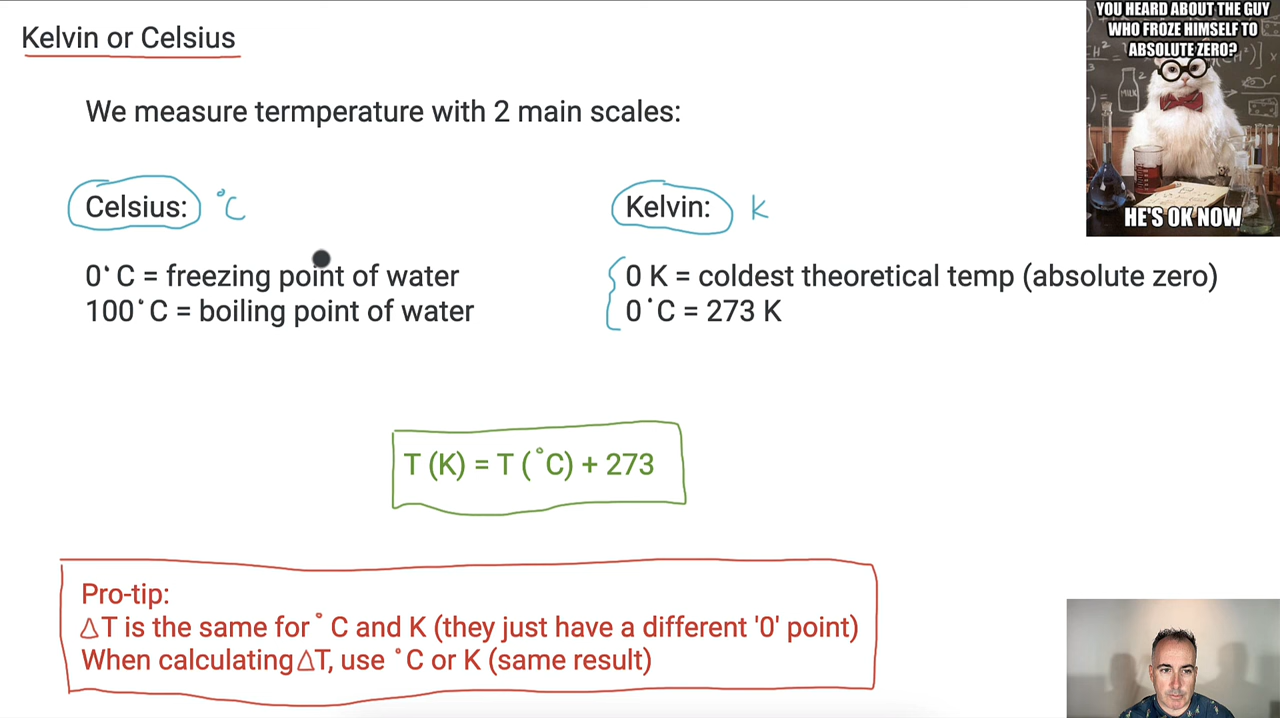 Kelvin or Celsius
YOU HEARD ABOUT THE GUY
WHO FROZE HIMSELF TO
ABSOLUTE ZERO?
MILK
HE'S OK NOW
We measure termperature with 2 main scales:
Celsius: °C
0°C = freezing point of water
100°C = boiling point of water
Kelvin: K
0 K = coldest theoretical temp (absolute zero)
0°C = 273 K
T (K) = T (°C) + 273
Pro-tip:
△T is the same for °C and K (they just have a different '0' point)
When calculating △T, use °C or K (same result)